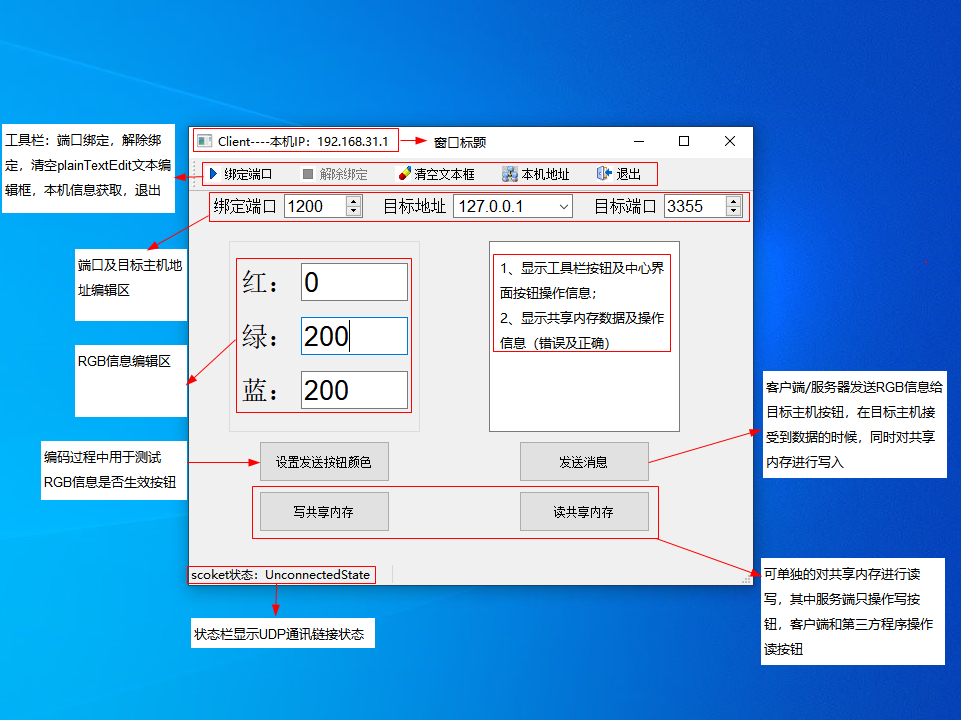 Client----本机IP：192.168.31.1
窗口标题
工具栏：端口绑定，解除绑
定，清空plainTextEdit文本编
辑框，本机信息获取，退出
绑定端口 解除绑定 清空文本框 本机地址 退出
绑定端口 1200 目标地址 127.0.0.1 目标端口 3355
端口及目标主机地
址编辑区
红： 0
绿： 200
蓝： 200
1、显示工具栏按钮及中心界
面按钮操作信息；
2、显示共享内存数据及操作
信息（错误及正确）
RGB信息编辑区
客户端/服务器发送RGB信息给
目标主机按钮，在目标主机接
受到数据的时候，同时对共享
内存进行写入
编码过程中用于测试
RGB信息是否生效按钮
设置发送按钮颜色 发送消息
写共享内存 读共享内存
可单独的对共享内存进行读
写，其中服务端只操作写按
钮，客户端和第三方程序操作
读按钮
scoket状态：UnconnectedState
状态栏显示UDP通讯链接状态